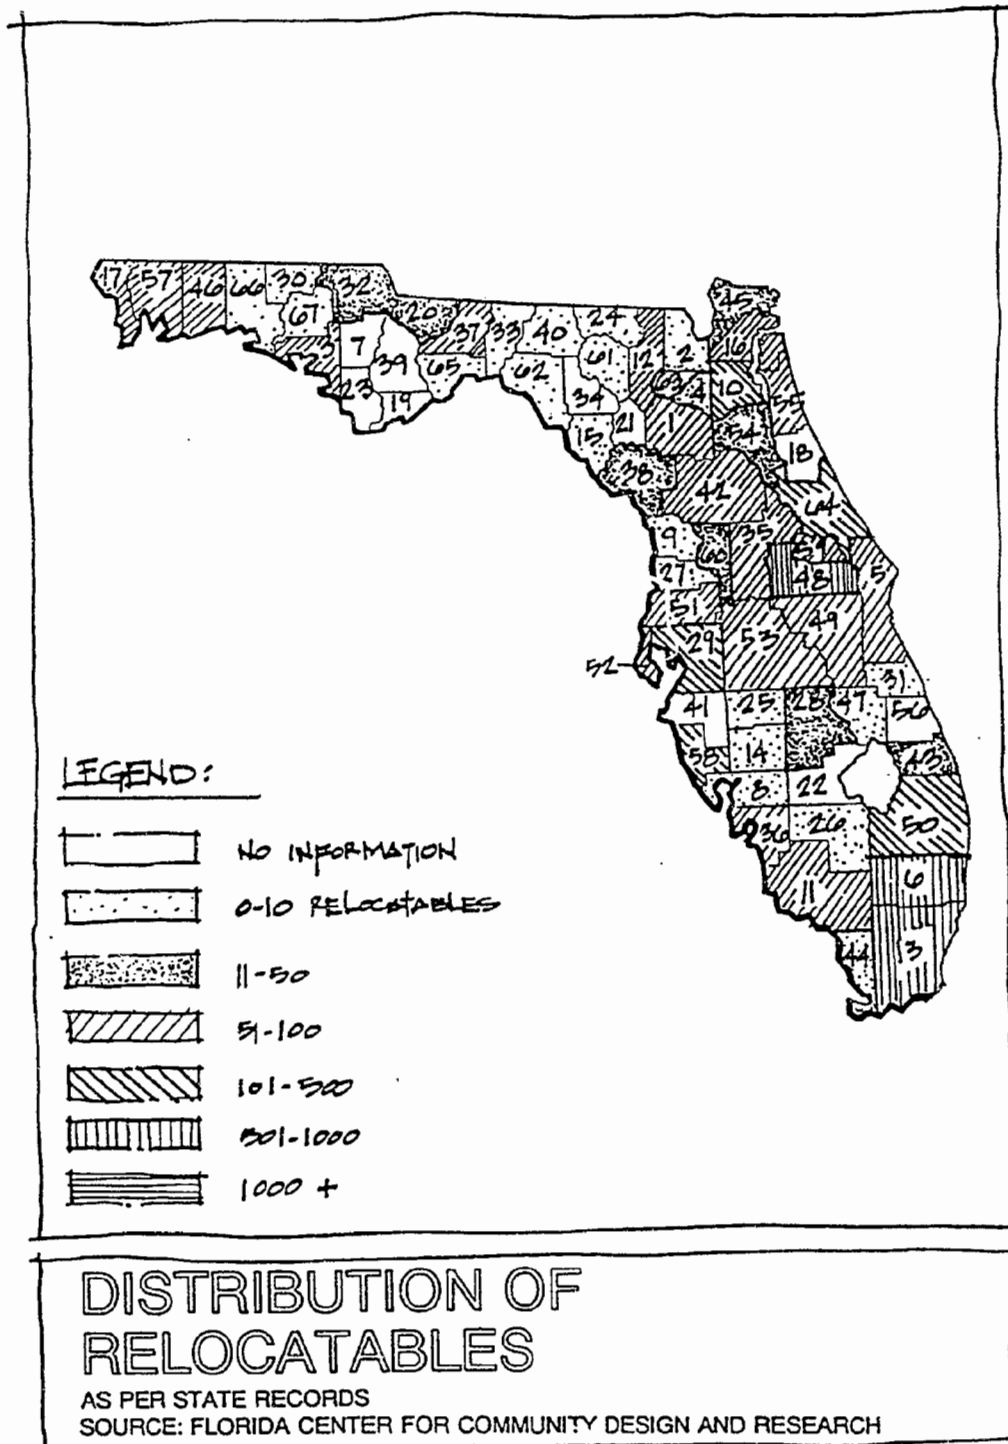 17 57 46 66 30 32
67
20 37 33 40 24
45
23 7 39 65 62 61 12 2 16
23 19 34 63 4 10 55
15 21 1 54 18
38 42 64
9 60 35 48 5
27
51 53 49
52 29
31
41 25 28 47 56
58 14 43
8 22
36 26 50
11 6
44 3
LEGEND:
NO INFORMATION
0-10 RELOCATABLES
11-50
51-100
101-500
501-1000
1000 +
DISTRIBUTION OF
RELOCATABLES
AS PER STATE RECORDS
SOURCE: FLORIDA CENTER FOR COMMUNITY DESIGN AND RESEARCH